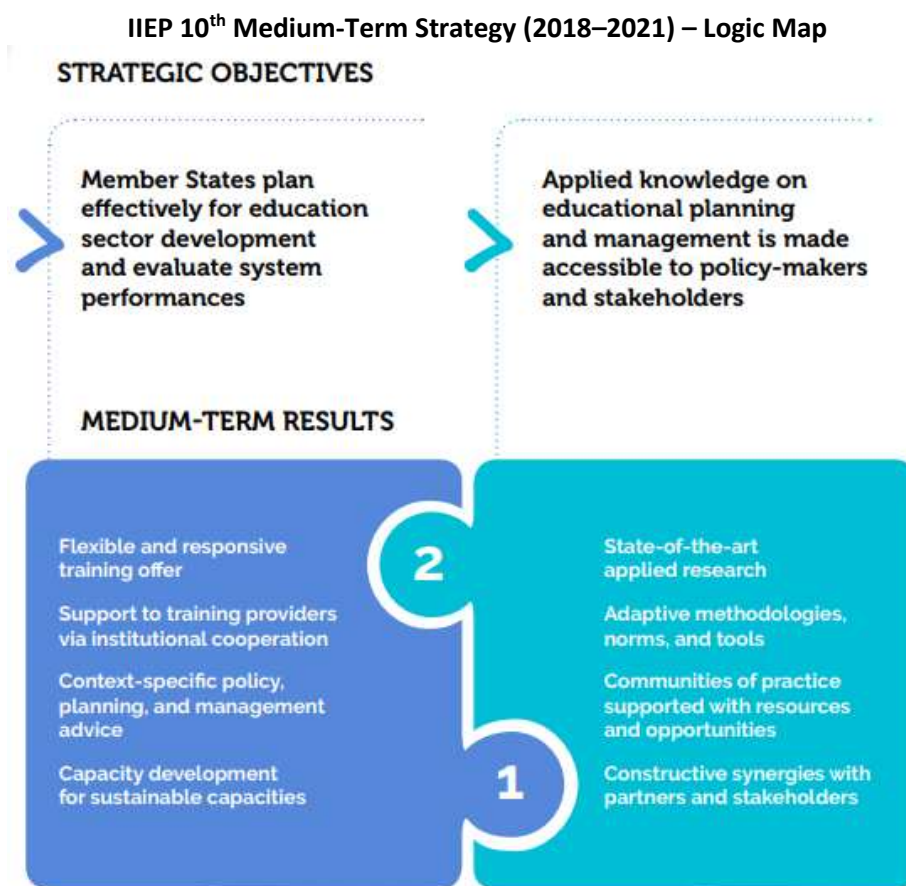 IIEP 10th Medium-Term Strategy (2018–2021) – Logic Map
STRATEGIC OBJECTIVES
Member States plan
effectively for education
sector development
and evaluate system
performances
Applied knowledge on
educational planning
and management is made
accessible to policy-makers
and stakeholders
MEDIUM-TERM RESULTS
Flexible and responsive
training offer
Support to training providers
via institutional cooperation
Context-specific policy,
planning, and management
advice
Capacity development
for sustainable capacities
2
1
State-of-the-art
applied research
Adaptive methodologies,
norms, and tools
Communities of practice
supported with resources
and opportunities
Constructive synergies with
partners and stakeholders